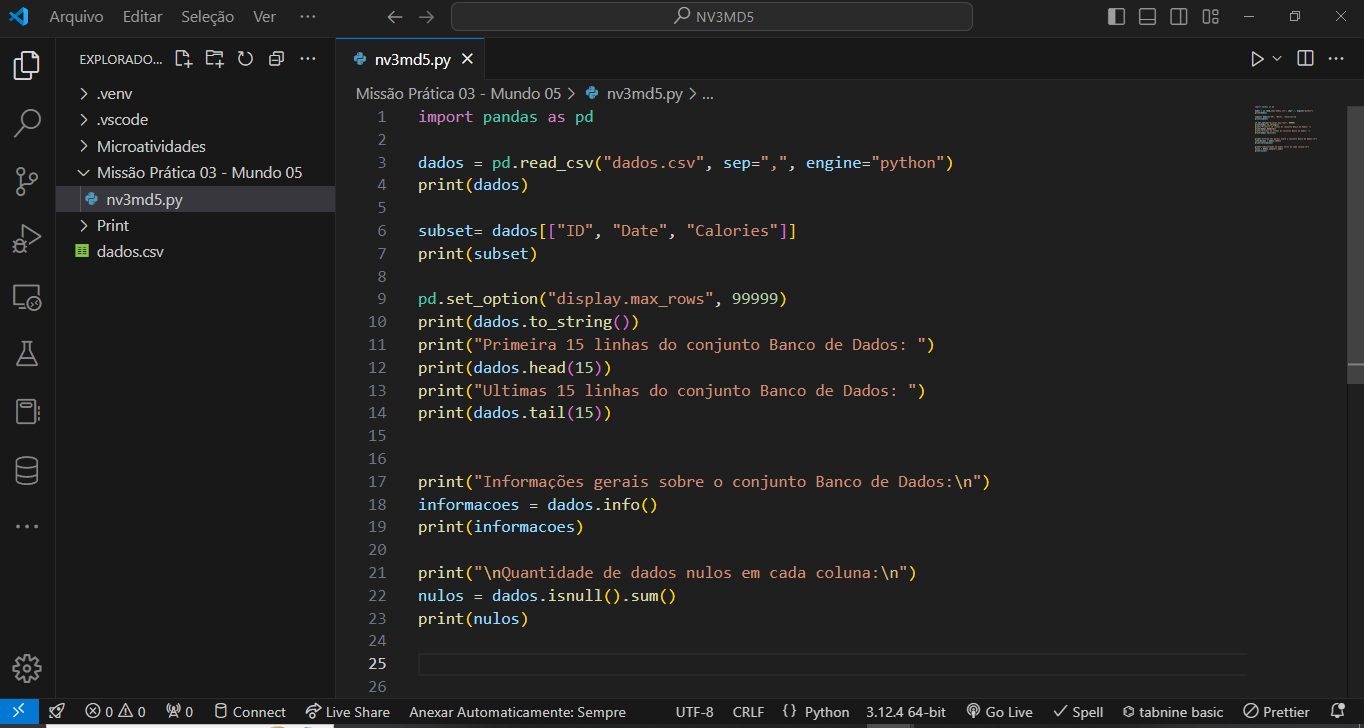 Arquivo Editar Seleção Ver ··· NV3MD5
EXPLORADO... ···
nv3md5.py
.venv
.vscode
Microatividades
Missão Prática 03 - Mundo 05
nv3md5.py
Print
dados.csv
Missão Prática 03 - Mundo 05 > nv3md5.py > ...
1 import pandas as pd
2
3 dados = pd.read_csv("dados.csv", sep=",", engine="python")
4 print(dados)
5
6 subset= dados[["ID", "Date", "Calories"]]
7 print(subset)
8
9 pd.set_option("display.max_rows", 99999)
10 print(dados.to_string())
11 print("Primeira 15 linhas do conjunto Banco de Dados: ")
12 print(dados.head(15))
13 print("Ultimas 15 linhas do conjunto Banco de Dados: ")
14 print(dados.tail(15))
15
16
17 print("Informações gerais sobre o conjunto Banco de Dados:\n")
18 informacoes = dados.info()
19 print(informacoes)
20
21 print("\nQuantidade de dados nulos em cada coluna:\n")
22 nulos = dados.isnull().sum()
23 print(nulos)
24
25
26
0 0 0 Connect Live Share Anexar Automaticamente: Sempre UTF-8 CRLF {} Python 3.12.4 64-bit Go Live Spell tabnine basic Prettier